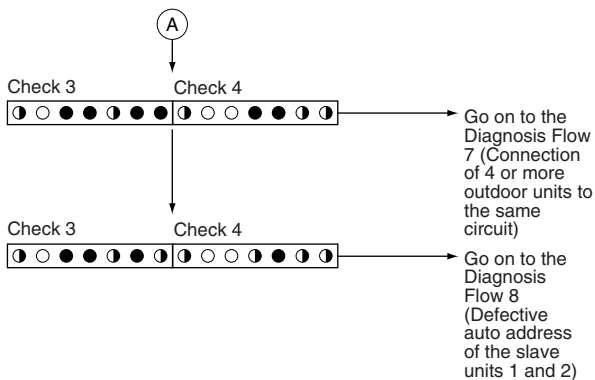 A
Check 3
Check 4
Go on to the
Diagnosis Flow
7 (Connection
of 4 or more
outdoor units to
the same
circuit)
Check 3
Check 4
Go on to the
Diagnosis
Flow 8
(Defective
auto address
of the slave
units 1 and 2)